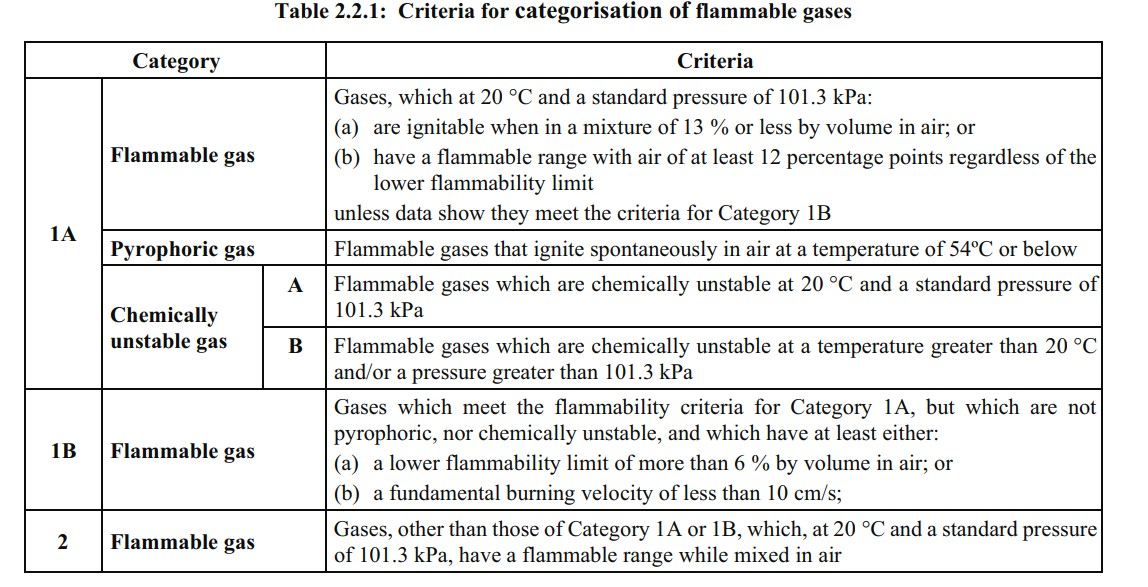 Table 2.2.1: Criteria for categorisation of flammable gases
Category
Criteria
1A
Flammable gas
Gases, which at 20 °C and a standard pressure of 101.3 kPa:
(a) are ignitable when in a mixture of 13 % or less by volume in air; or
(b) have a flammable range with air of at least 12 percentage points regardless of the
lower flammability limit
unless data show they meet the criteria for Category 1B
Pyrophoric gas
Flammable gases that ignite spontaneously in air at a temperature of 54ºC or below
Chemically
unstable gas
A
Flammable gases which are chemically unstable at 20 °C and a standard pressure of
101.3 kPa
B
Flammable gases which are chemically unstable at a temperature greater than 20 °C
and/or a pressure greater than 101.3 kPa
1B
Flammable gas
Gases which meet the flammability criteria for Category 1A, but which are not
pyrophoric, nor chemically unstable, and which have at least either:
(a) a lower flammability limit of more than 6 % by volume in air; or
(b) a fundamental burning velocity of less than 10 cm/s;
2
Flammable gas
Gases, other than those of Category 1A or 1B, which, at 20 °C and a standard pressure
of 101.3 kPa, have a flammable range while mixed in air